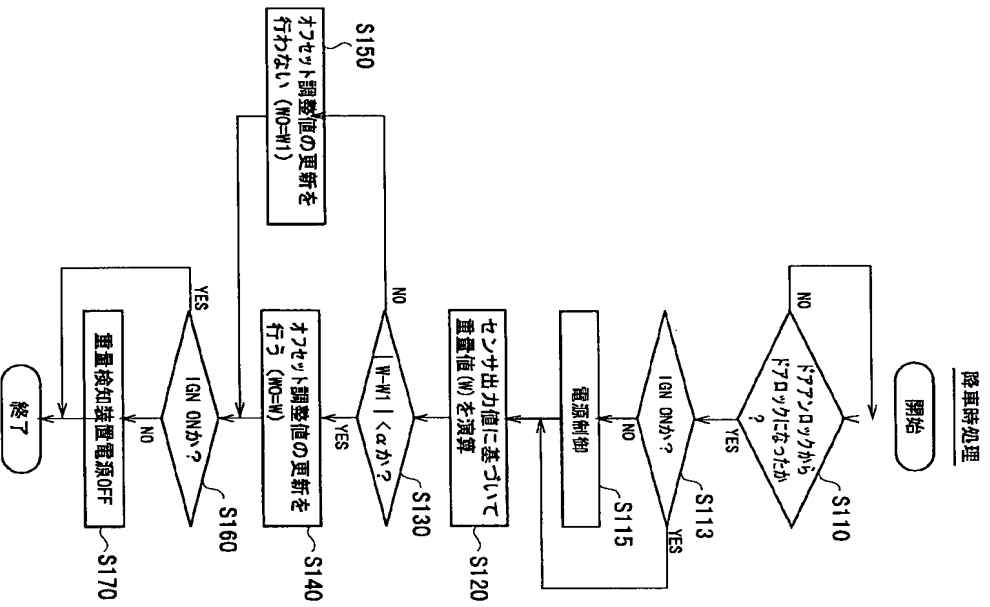 降車時処理
開始
ドアアンロックから
ドアロックになったか
?
S110
NO
YES
IGN ONか?
S113
YES
NO
電源制御
S115
センサ出力値に基づいて
重量値(W)を演算
S120
|W-W1|<αか?
S130
NO
YES
オフセット調整値の更新を
行う (W0=W)
S140
オフセット調整値の更新を
行わない (W0=W1)
S150
IGN ONか?
S160
YES
NO
重量検知装置電源OFF
S170
終了